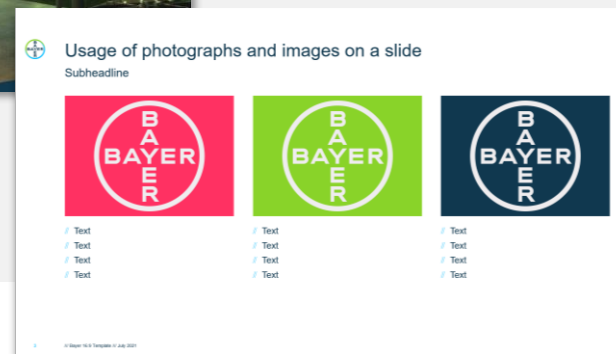 BAYER
Usage of photographs and images on a slide
Subheadline
BAYER BAYER
BAYER BAYER
BAYER BAYER
// Text
// Text
// Text
// Text
// Text
// Text
// Text
// Text
// Text
// Text
// Text
// Text
// Bayer 16:9 Template // July 2021